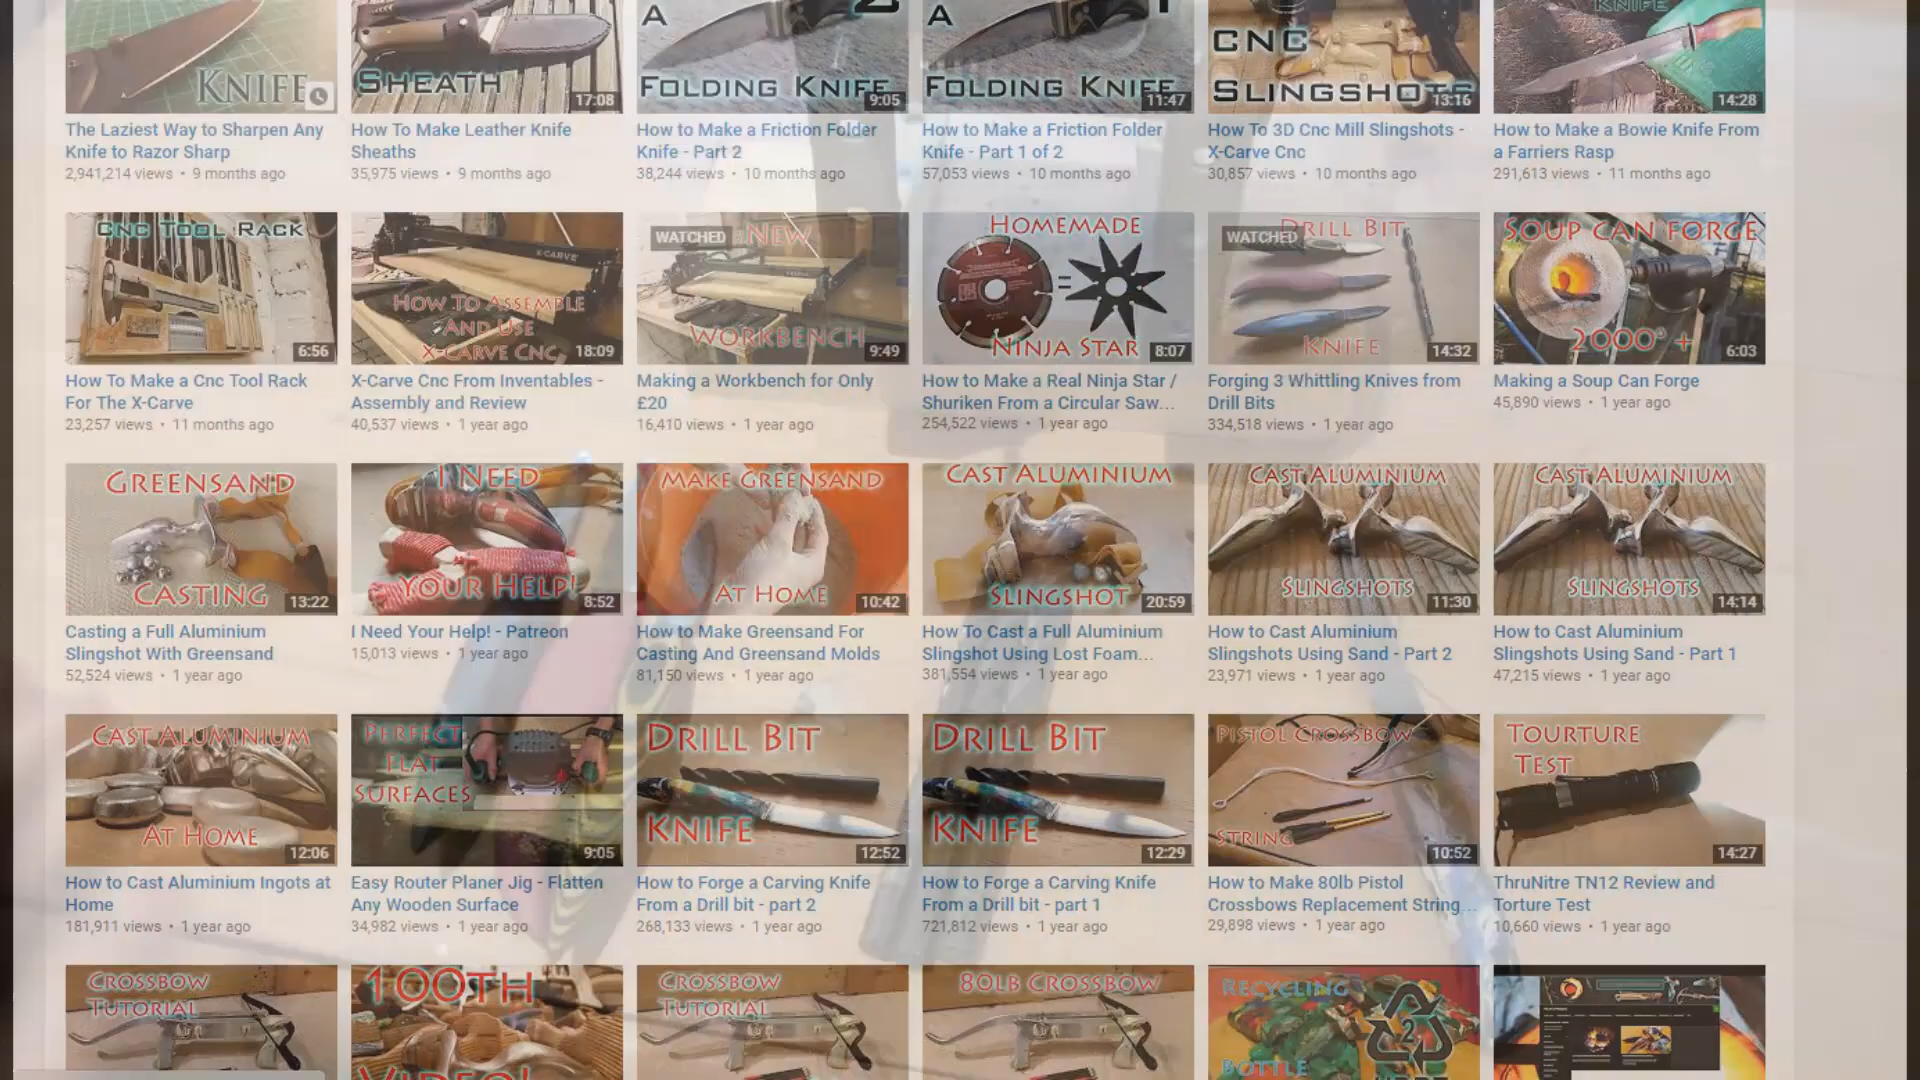 A
A
KNIFE
KNIFE
SHEATH
17:08
FOLDING KNIFE
9:05
FOLDING KNIFE
11:47
CNC
SLINGSHOTS
13:16
14:28
The Laziest Way to Sharpen Any
Knife to Razor Sharp
2,941,214 views • 9 months ago
How To Make Leather Knife
Sheaths
35,975 views • 9 months ago
How to Make a Friction Folder
Knife - Part 2
38,244 views • 10 months ago
How to Make a Friction Folder
Knife - Part 1 of 2
57,053 views • 10 months ago
How To 3D Cnc Mill Slingshots -
X-Carve Cnc
30,857 views • 10 months ago
How to Make a Bowie Knife From
a Farriers Rasp
291,613 views • 11 months ago
CNC TOOL RACK
6:56
X-CARVE
HOW TO ASSEMBLE
AND USE
X-CARVE CNC
18:09
WATCHED
NEW
WORKBENCH
9:49
HOMEMADE
=
NINJA STAR
8:07
DRILL BIT
WATCHED
KNIFE
14:32
SOUP CAN FORGE
2000° +
6:03
How To Make a Cnc Tool Rack
For The X-Carve
23,257 views • 11 months ago
X-Carve Cnc From Inventables -
Assembly and Review
40,537 views • 1 year ago
Making a Workbench for Only
£20
16,410 views • 1 year ago
How to Make a Real Ninja Star /
Shuriken From a Circular Saw...
254,522 views • 1 year ago
Forging 3 Whittling Knives from
Drill Bits
334,518 views • 1 year ago
Making a Soup Can Forge
45,890 views • 1 year ago
GREENSAND
CASTING
13:22
I NEED
YOUR HELP!
8:52
MAKE GREENSAND
AT HOME
10:42
CAST ALUMINIUM
SLINGSHOT
20:59
CAST ALUMINIUM
SLINGSHOTS
11:30
CAST ALUMINIUM
SLINGSHOTS
14:14
Casting a Full Aluminium
Slingshot With Greensand
52,524 views • 1 year ago
I Need Your Help! - Patreon
15,013 views • 1 year ago
How to Make Greensand For
Casting And Greensand Molds
81,150 views • 1 year ago
How To Cast a Full Aluminium
Slingshot Using Lost Foam...
381,554 views • 1 year ago
How to Cast Aluminium
Slingshots Using Sand - Part 2
23,971 views • 1 year ago
How to Cast Aluminium
Slingshots Using Sand - Part 1
47,215 views • 1 year ago
CAST ALUMINIUM
AT HOME
12:06
PERFECT
FLAT
SURFACES
9:05
DRILL BIT
KNIFE
12:52
DRILL BIT
KNIFE
12:29
PISTOL CROSSBOW
STRING
10:52
TOURTURE
TEST
14:27
How to Cast Aluminium Ingots at
Home
181,911 views • 1 year ago
Easy Router Planer Jig - Flatten
Any Wooden Surface
34,982 views • 1 year ago
How to Forge a Carving Knife
From a Drill bit - part 2
268,133 views • 1 year ago
How to Forge a Carving Knife
From a Drill bit - part 1
721,812 views • 1 year ago
How to Make 80lb Pistol
Crossbows Replacement String...
29,898 views • 1 year ago
ThruNitre TN12 Review and
Torture Test
10,660 views • 1 year ago
CROSSBOW
TUTORIAL
100TH
VIDEO!
CROSSBOW
TUTORIAL
80LB CROSSBOW
RECYCLING
2
BOTTLE